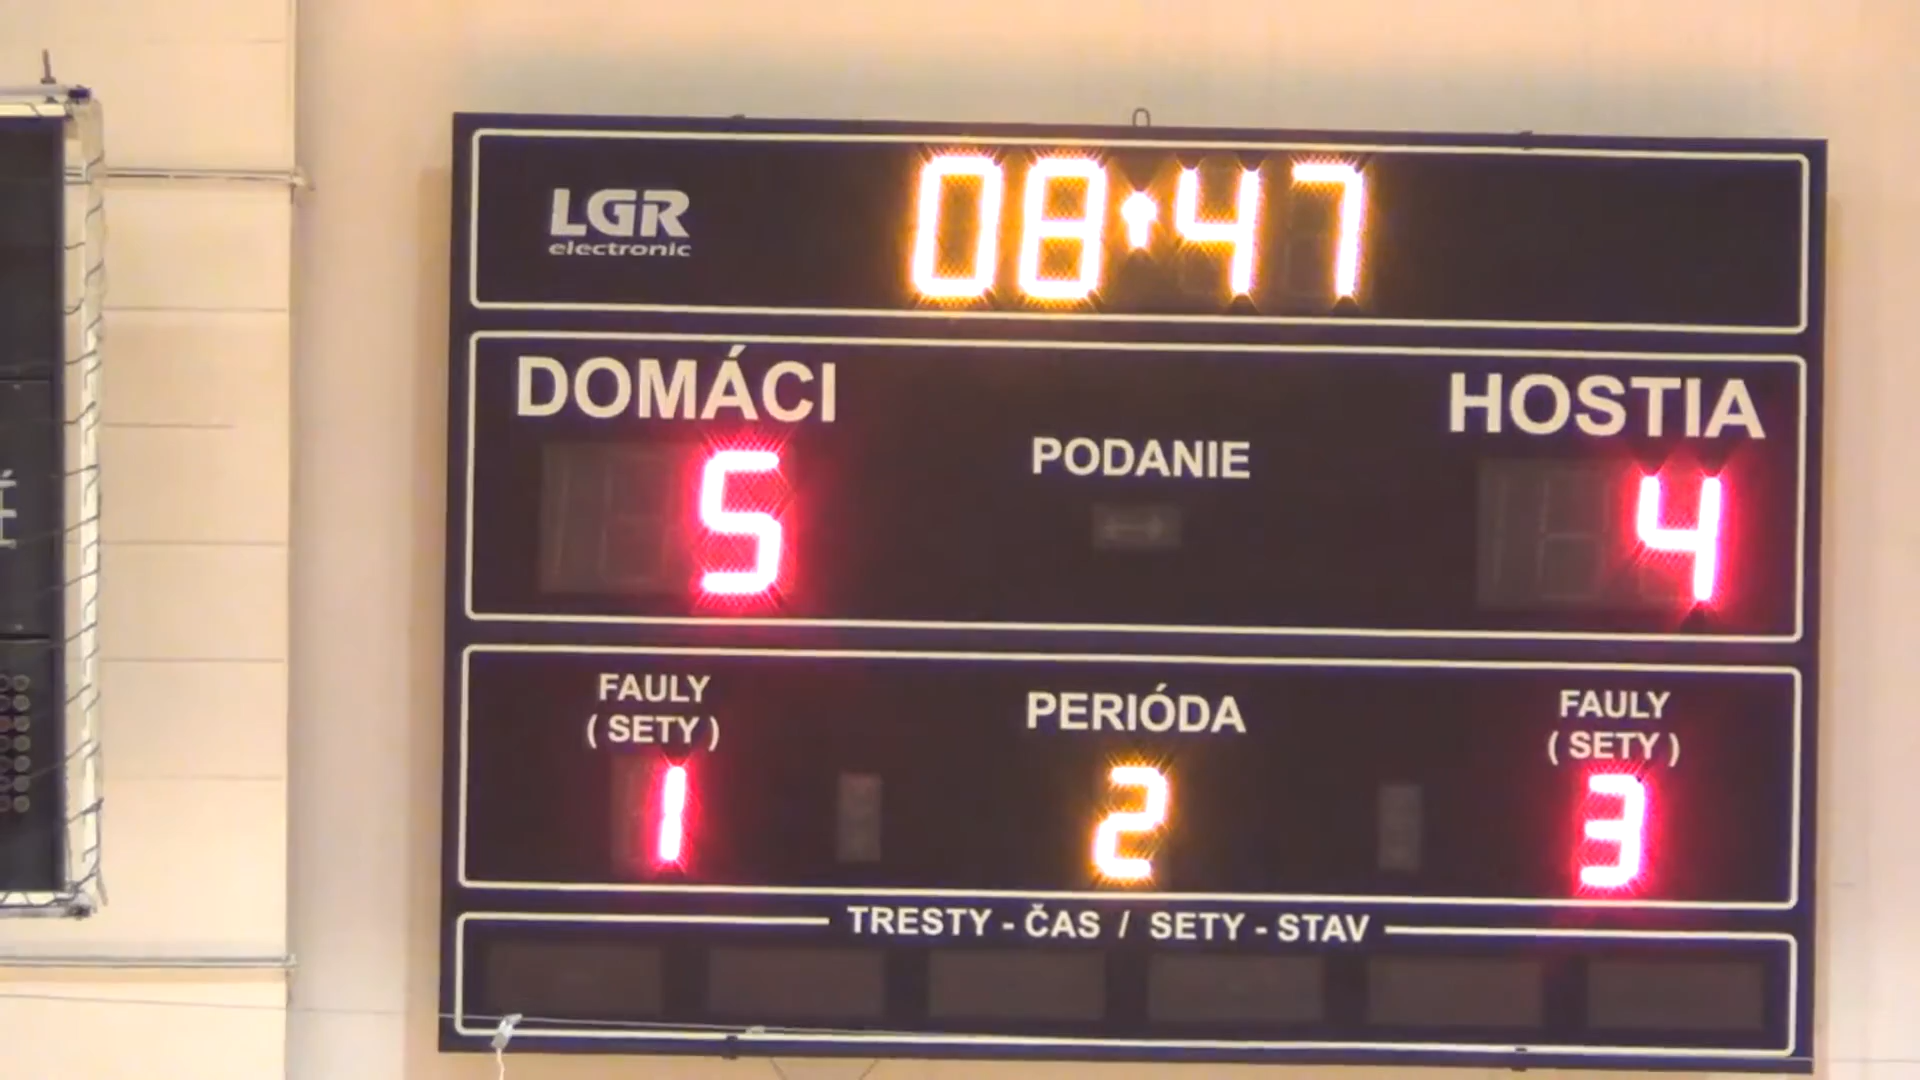 LGR
electronic
08:47
DOMÁCI
HOSTIA
PODANIE
5
4
FAULY
( SETY )
PERIÓDA
FAULY
( SETY )
1
2
3
TRESTY - ČAS / SETY - STAV